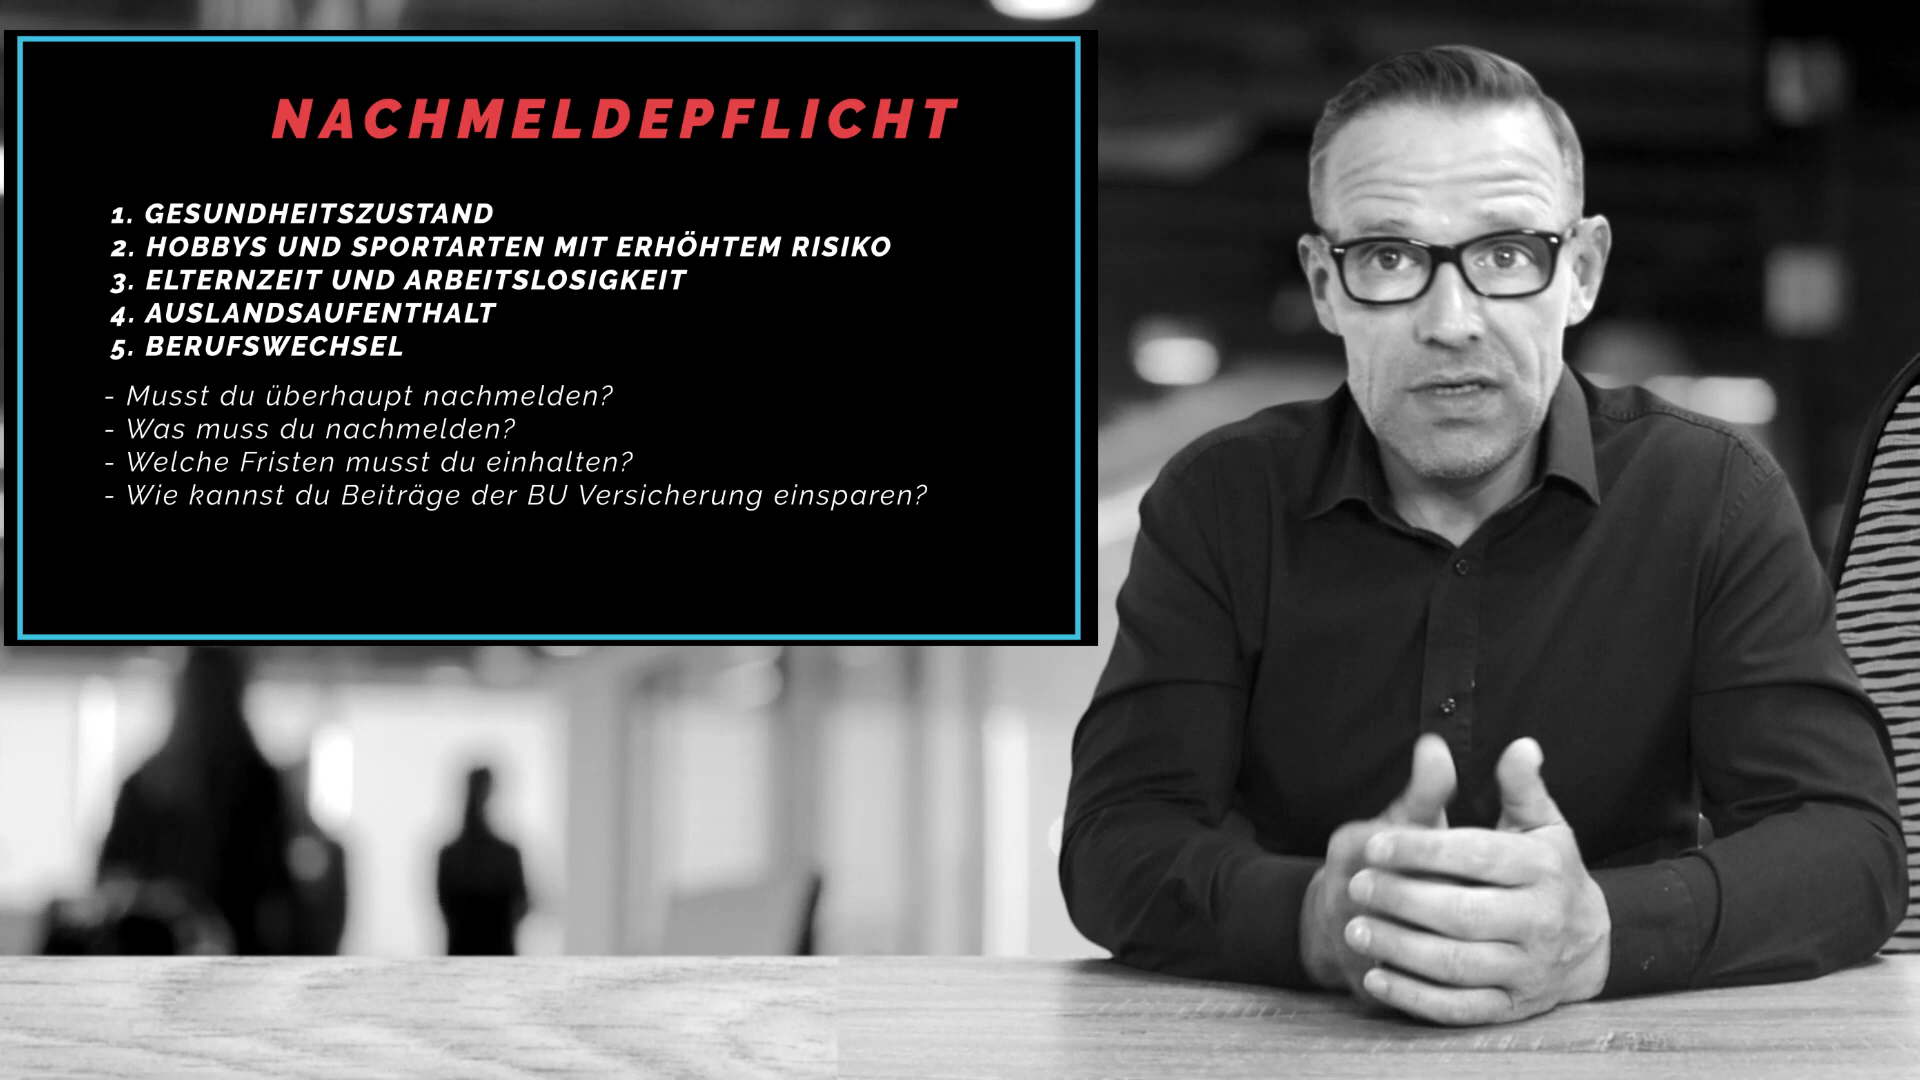 NACHMELDEPFLICHT
1. GESUNDHEITSZUSTAND
2. HOBBYS UND SPORTARTEN MIT ERHÖHTEM RISIKO
3. ELTERNZEIT UND ARBEITSLOSIGKEIT
4. AUSLANDSAUFENTHALT
5. BERUFSWECHSEL
- Musst du überhaupt nachmelden?
- Was muss du nachmelden?
- Welche Fristen musst du einhalten?
- Wie kannst du Beiträge der BU Versicherung einsparen?